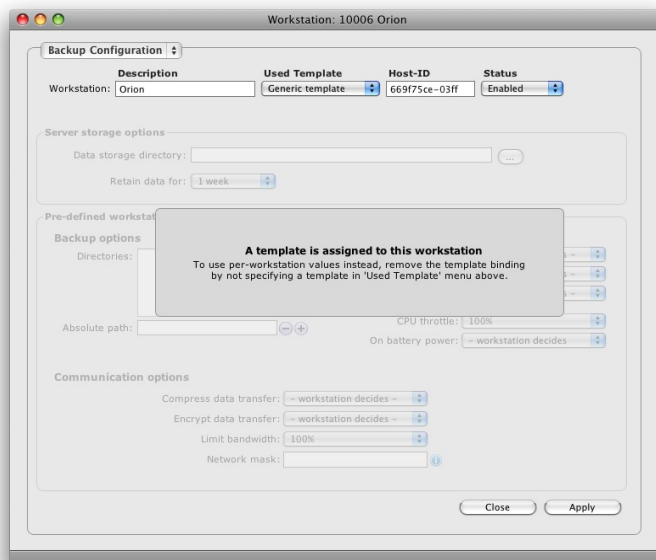 Workstation: 10006 Orion
Backup Configuration
Description Used Template Host-ID Status
Workstation: Orion Generic template 669f75ce-03ff Enabled
Server storage options
Data storage directory: ...
Retain data for: 1 week
Pre-defined workstat
Backup options
A template is assigned to this workstation
Directories:
To use per-workstation values instead, remove the template binding
by not specifying a template in 'Used Template' menu above.
CPU throttle: 100%
Absolute path:
On battery power: - workstation decides
Communication options
Compress data transfer: - workstation decides -
Encrypt data transfer: - workstation decides -
Limit bandwidth: 100%
Network mask:
Close Apply